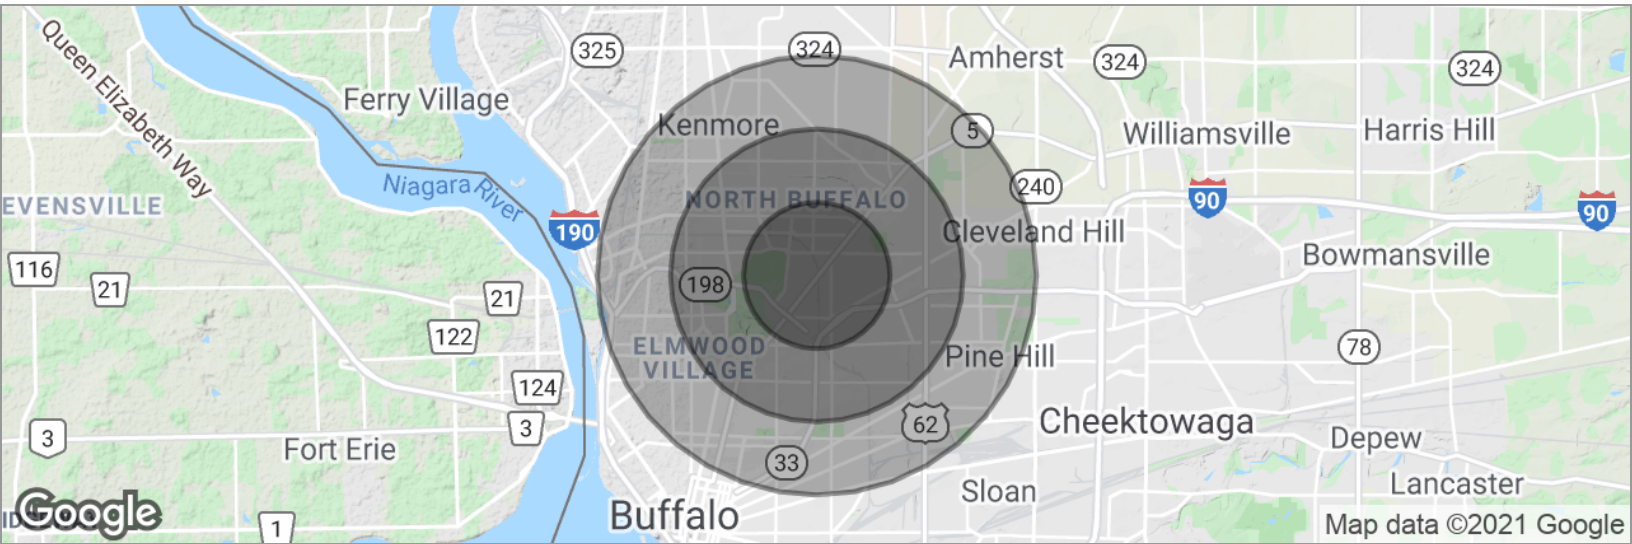 325
324
Amherst
324
324
Queen Elizabeth Way
Ferry Village
Kenmore
5
Williamsville
Harris Hill
Niagara River
EVENSVILLE
NORTH BUFFALO
240
90
90
190
Cleveland Hill
Bowmansville
116
21
21
198
122
ELMWOOD
VILLAGE
Pine Hill
78
124
3
3
62
Cheektowaga
Fort Erie
33
Depew
Sloan
Lancaster
Google
1
Buffalo
Map data ©2021 Google